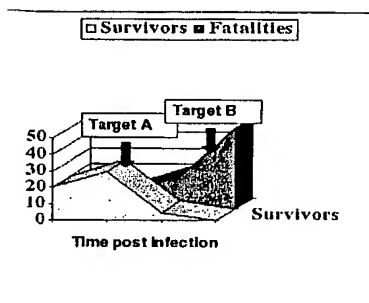 Survivors Fatalities
Target B
Target A
50
40
30
20
10
0
Survivors
Time post Infection